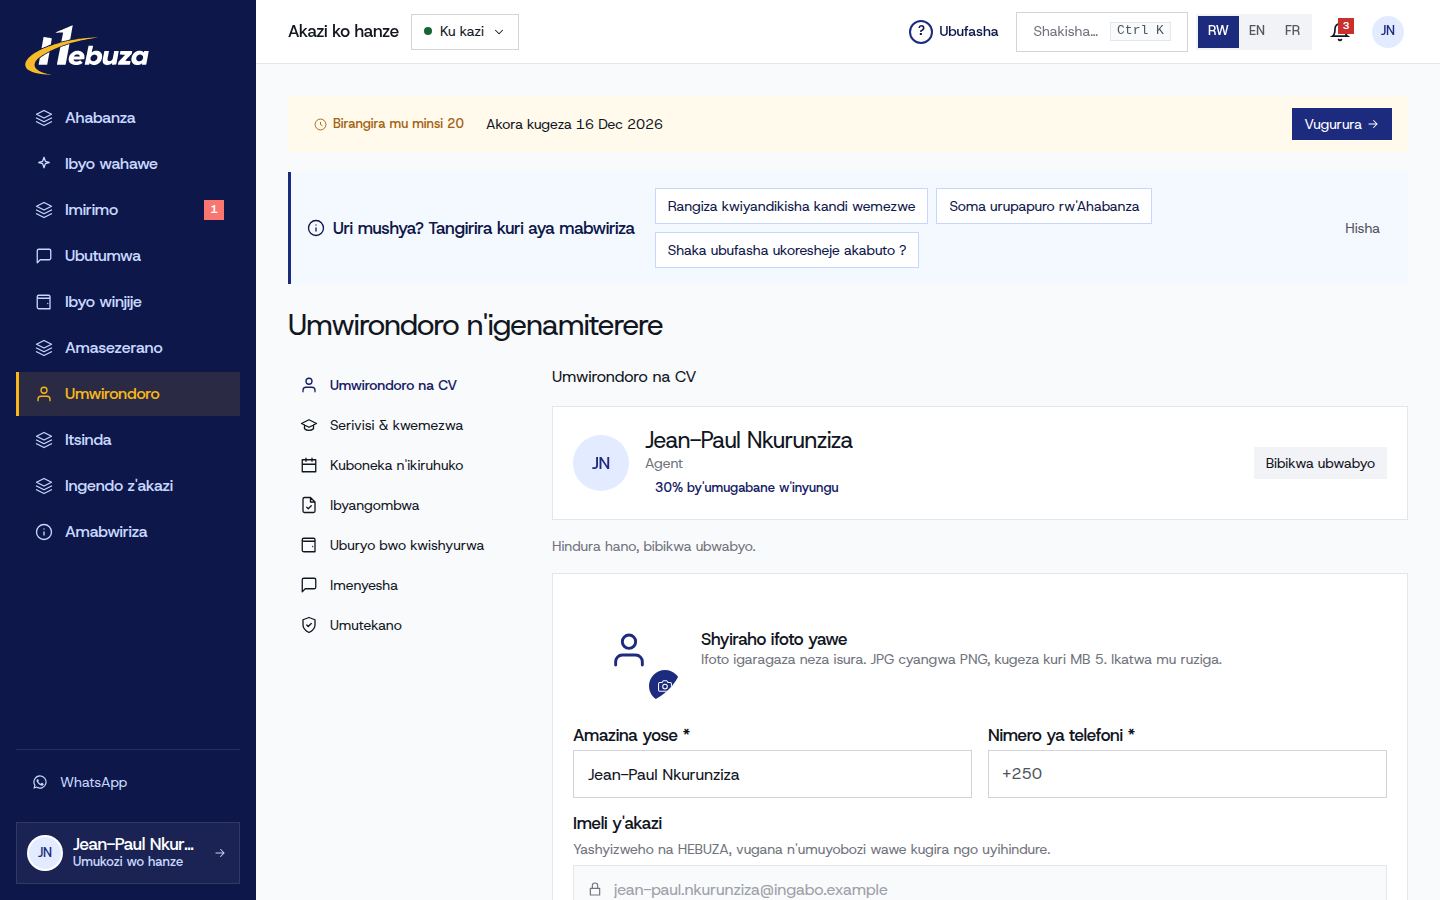 Hebuza
Ahabanza
Ibyo wahawe
Imirimo
1
Ubutumwa
Ibyo winjije
Amasezerano
Umwirondoro
Itsinda
Ingendo z'akazi
Amabwiriza
WhatsApp
JN
Jean-Paul Nkur...
Umukozi wo hanze
Akazi ko hanze
Ku kazi
? Ubufasha
Shakisha...
Ctrl K
RW
EN
FR
3
JN
Birangira mu minsi 20
Akora kugeza 16 Dec 2026
Vugurura →
Uri mushya? Tangirira kuri aya mabwiriza
Rangiza kwiyandikisha kandi wemezwe
Soma urupapuro rw'Ahabanza
Shaka ubufasha ukoresheje akabuto ?
Hisha
Umwirondoro n'igenamiterere
Umwirondoro na CV
Serivisi & kwemezwa
Kuboneka n'ikiruhuko
Ibyangombwa
Uburyo bwo kwishyurwa
Imenyesha
Umutekano
Umwirondoro na CV
JN
Jean-Paul Nkurunziza
Agent
30% by'umugabane w'inyungu
Bibikwa ubwabyo
Hindura hano, bibikwa ubwabyo.
Shyiraho ifoto yawe
Ifoto igaragaza neza isura. JPG cyangwa PNG, kugeza kuri MB 5. Ikatwa mu ruziga.
Amazina yose *
Jean-Paul Nkurunziza
Nimero ya telefoni *
+250
Imeli y'akazi
Yashyizweho na HEBUZA, vugana n'umuyobozi wawe kugira ngo uyihindure.
jean-paul.nkurunziza@ingabo.example